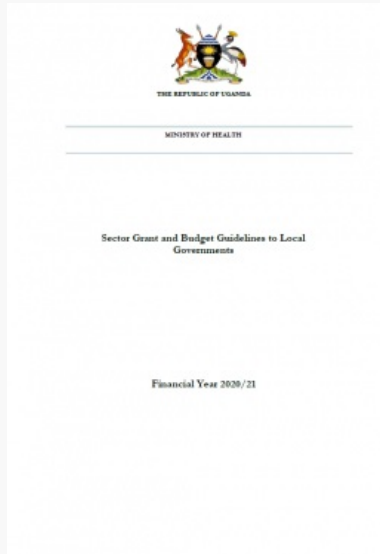 THE REPUBLIC OF UGANDA
MINISTRY OF HEALTH
Sector Grant and Budget Guidelines to Local
Governments
Financial Year 2020/21